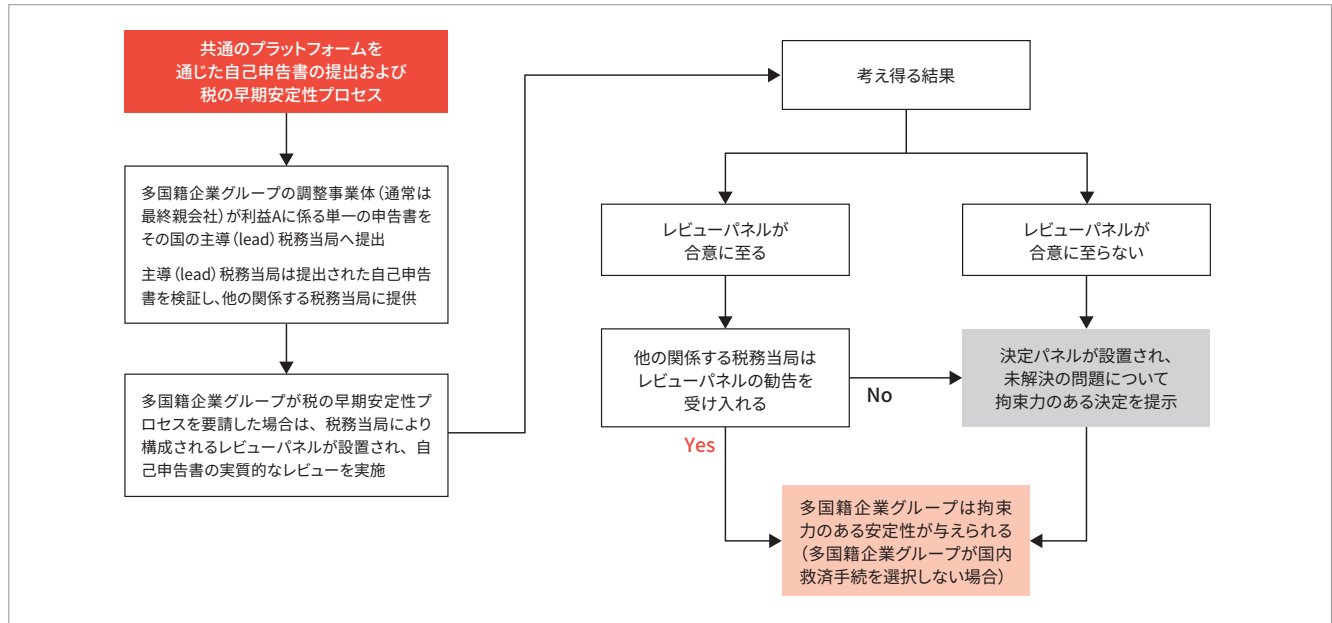 共通のプラットフォームを
通じた自己申告書の提出および
税の早期安定性プロセス
多国籍企業グループの調整事業体（通常は
最終親会社）が利益Aに係る単一の申告書を
その国の主導（lead）税務当局へ提出
主導（lead）税務当局は提出された自己申告
書を検証し、他の関係する税務当局に提供
多国籍企業グループが税の早期安定性プ
ロセスを要請した場合は、税務当局により
構成されるレビューパネルが設置され、自
己申告書の実質的なレビューを実施
考え得る結果
レビューパネルが
合意に至る
レビューパネルが
合意に至らない
他の関係する税務当局は
レビューパネルの勧告を
受け入れる
No
決定パネルが設置され、
未解決の問題について
拘束力のある決定を提示
Yes
多国籍企業グループは拘束
力のある安定性が与えられる
（多国籍企業グループが国内
救済手続を選択しない場合）